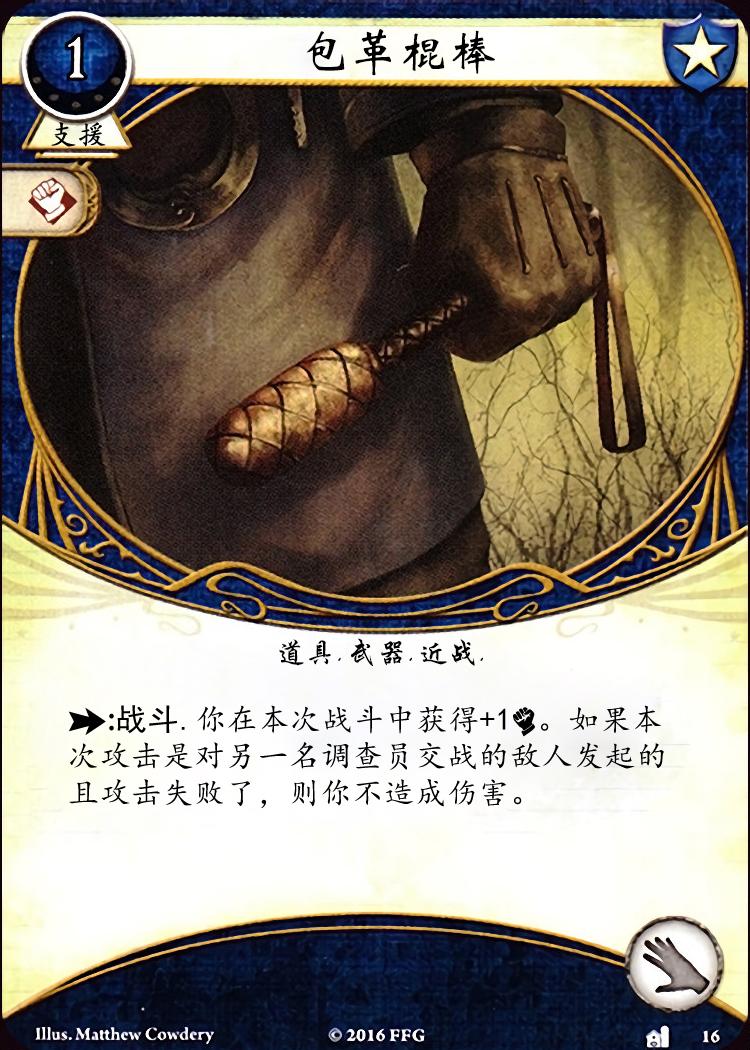 1
包革棍棒
支援
道具. 武器. 近战.
:战斗. 你在本次战斗中获得+1。如果本
次攻击是对另一名调查员交战的敌人发起的
且攻击失败了，则你不造成伤害。
Illus. Matthew Cowdery
© 2016 FFG
16